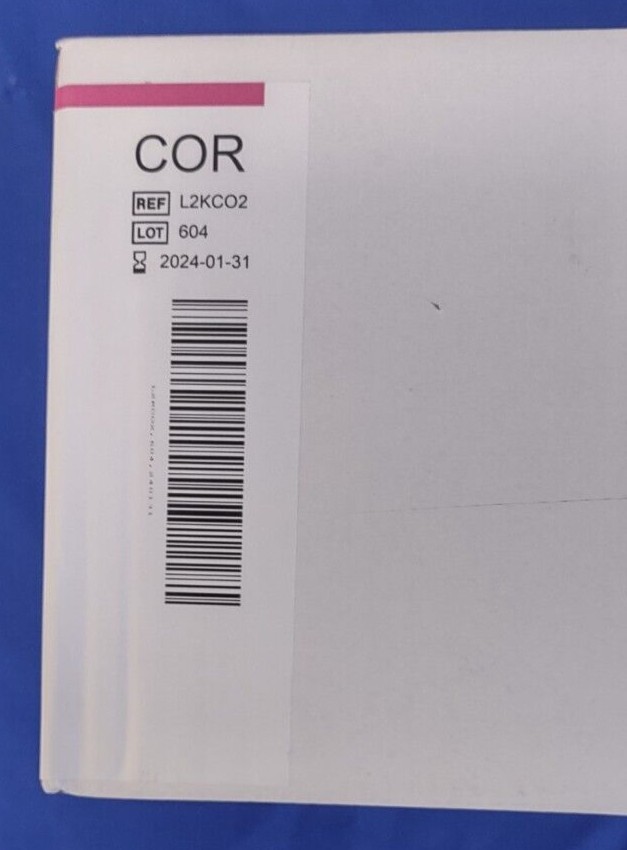 COR
REF L2KCO2
LOT 604
2024-01-31